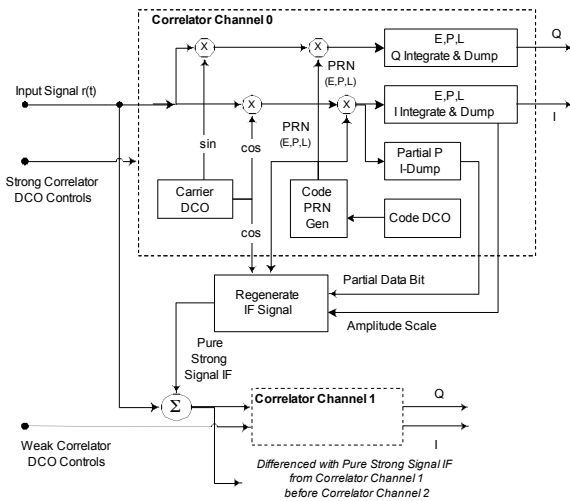 Correlator Channel 0
E,P,L
Q Integrate & Dump
Q
X
X
PRN
(E,P,L)
Input Signal r(t)
E,P,L
I Integrate & Dump
I
X
X
sin
cos
PRN
(E,P,L)
Partial P
I-Dump
Strong Correlator
DCO Controls
Carrier
DCO
Code
PRN
Gen
Code DCO
cos
Regenerate
IF Signal
Partial Data Bit
Amplitude Scale
Pure
Strong
Signal IF
Σ
Correlator Channel 1
Q
I
Weak Correlator
DCO Controls
Differenced with Pure Strong Signal IF
from Correlator Channel 1
before Correlator Channel 2